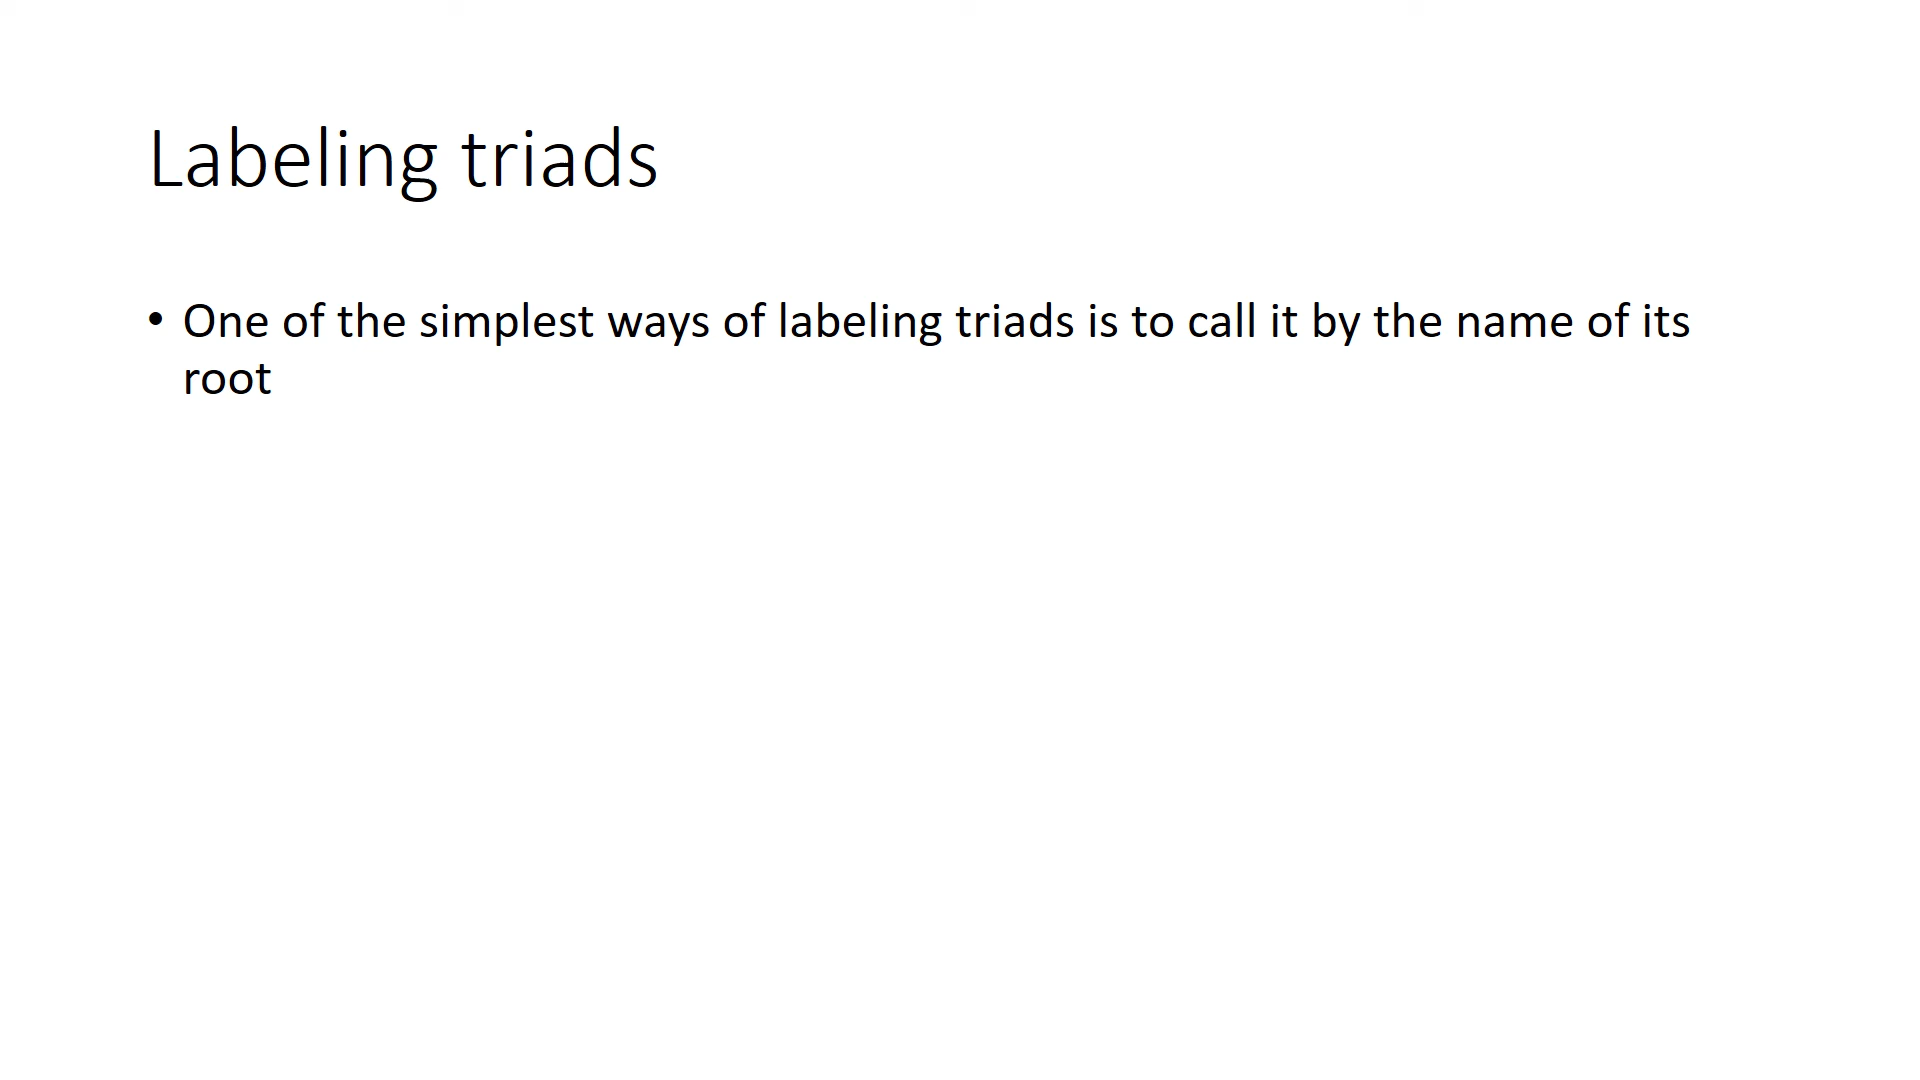 Labeling triads
• One of the simplest ways of labeling triads is to call it by the name of its
root